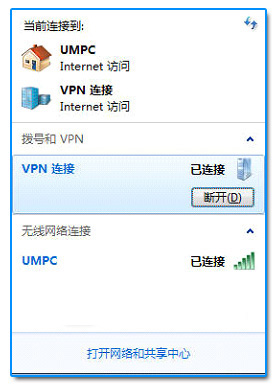 当前连接到:
UMPC
Internet 访问
VPN 连接
Internet 访问
拨号和 VPN
VPN 连接 已连接
断开(D)
无线网络连接
UMPC 已连接
打开网络和共享中心